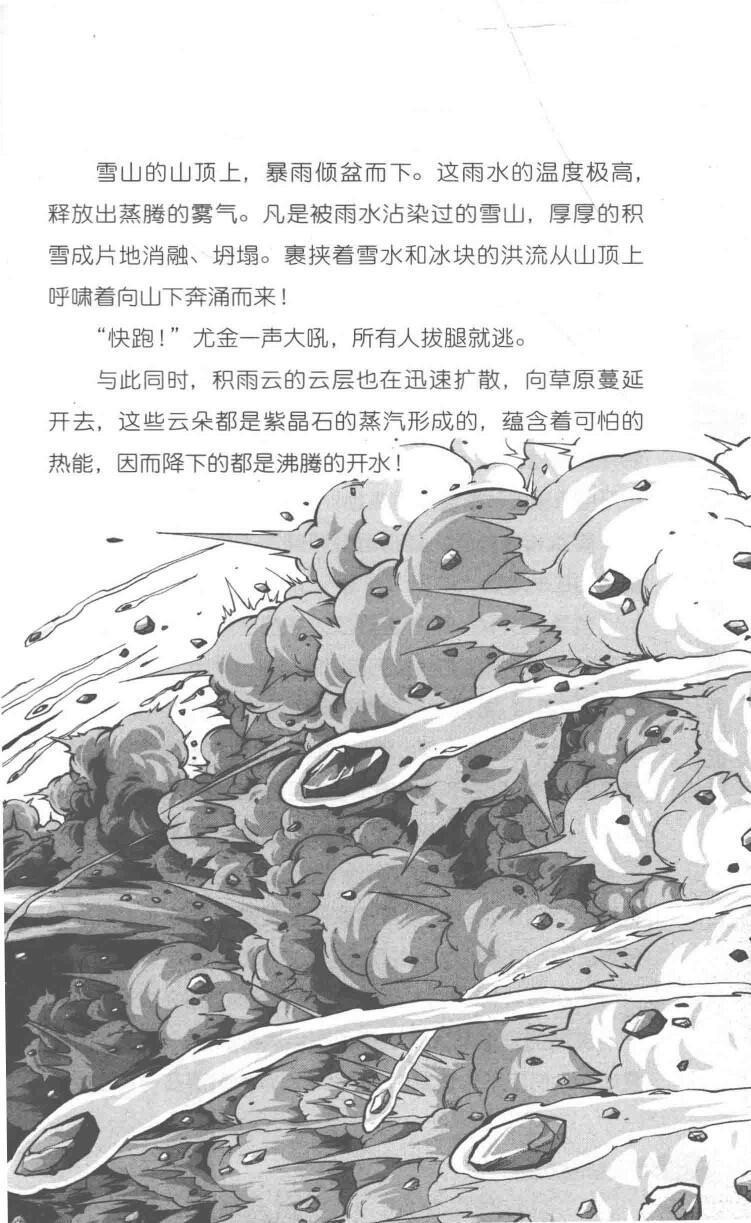 雪山的山顶上，暴雨倾盆而下。这雨水的温度极高，
释放出蒸腾的雾气。凡是被雨水沾染过的雪山，厚厚的积
雪成片地消融、坍塌。裹挟着雪水和冰块的洪流从山顶上
呼啸着向山下奔涌而来！
“快跑！”尤金一声大吼，所有人拔腿就逃。
与此同时，积雨云的云层也在迅速扩散，向草原蔓延
开去，这些云朵都是紫晶石的蒸汽形成的，蕴含着可怕的
热能，因而降下的都是沸腾的开水！